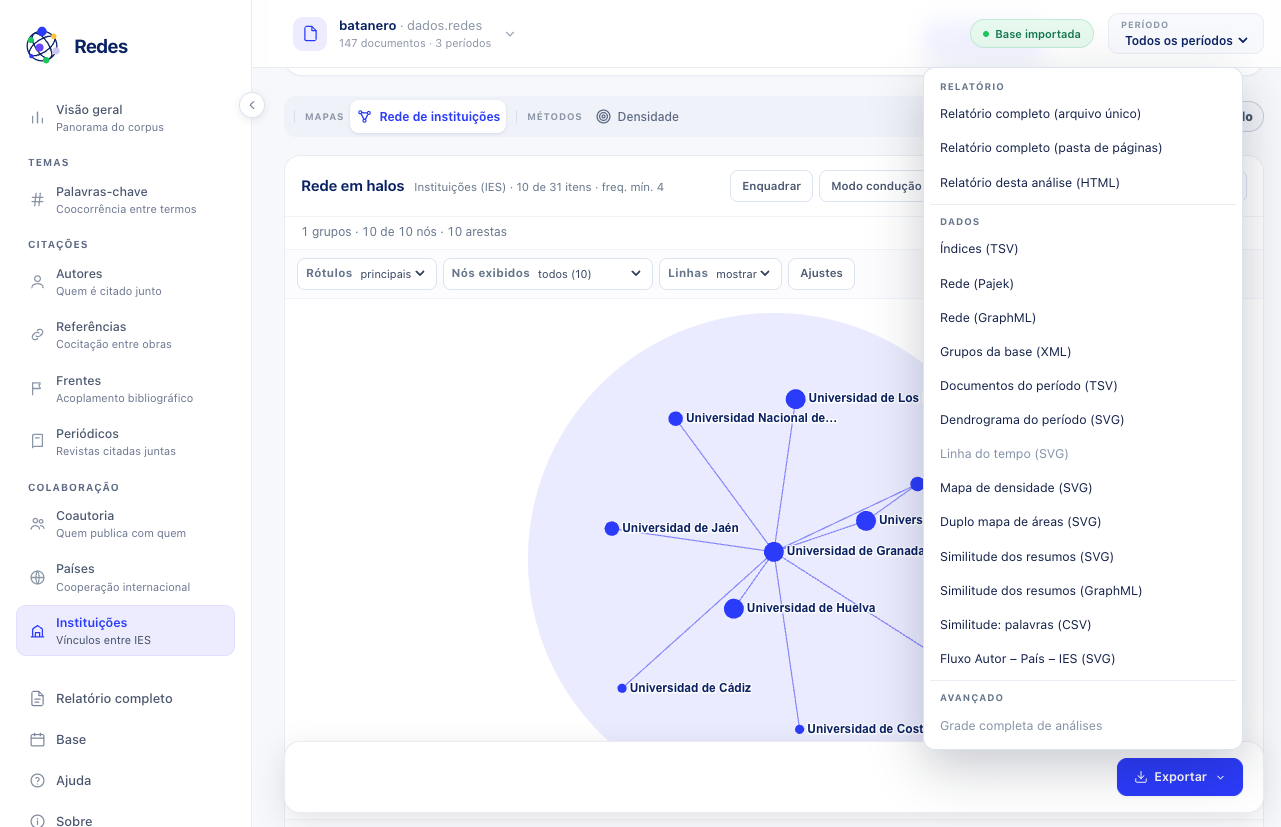 Redes
Visão geral
Panorama do corpus
TEMAS
Palavras-chave
Coocorrência entre termos
CITAÇÕES
Autores
Quem é citado junto
Referências
Cocitação entre obras
Frentes
Acoplamento bibliográfico
Periódicos
Revistas citadas juntas
COLABORAÇÃO
Coautoria
Quem publica com quem
Países
Cooperação internacional
Instituições
Vínculos entre IES
Relatório completo
Base
Ajuda
Sobre
batanero · dados.redes
147 documentos · 3 períodos
Base importada
PERÍODO
Todos os períodos
MAPAS
Rede de instituições
MÉTODOS
Densidade
lo
Rede em halos
Instituições (IES) · 10 de 31 itens · freq. mín. 4
Enquadrar
Modo condução
1 grupos · 10 de 10 nós · 10 arestas
Rótulos principais
Nós exibidos todos (10)
Linhas mostrar
Ajustes
Universidad de Los
Universidad Nacional de...
Univers
Universidad de Jaén
Universidad de Granada
Universidad de Huelva
Universidad de Cádiz
Universidad de Cost
RELATÓRIO
Relatório completo (arquivo único)
Relatório completo (pasta de páginas)
Relatório desta análise (HTML)
DADOS
Índices (TSV)
Rede (Pajek)
Rede (GraphML)
Grupos da base (XML)
Documentos do período (TSV)
Dendrograma do período (SVG)
Linha do tempo (SVG)
Mapa de densidade (SVG)
Duplo mapa de áreas (SVG)
Similitude dos resumos (SVG)
Similitude dos resumos (GraphML)
Similitude: palavras (CSV)
Fluxo Autor – País – IES (SVG)
AVANÇADO
Grade completa de análises
Exportar